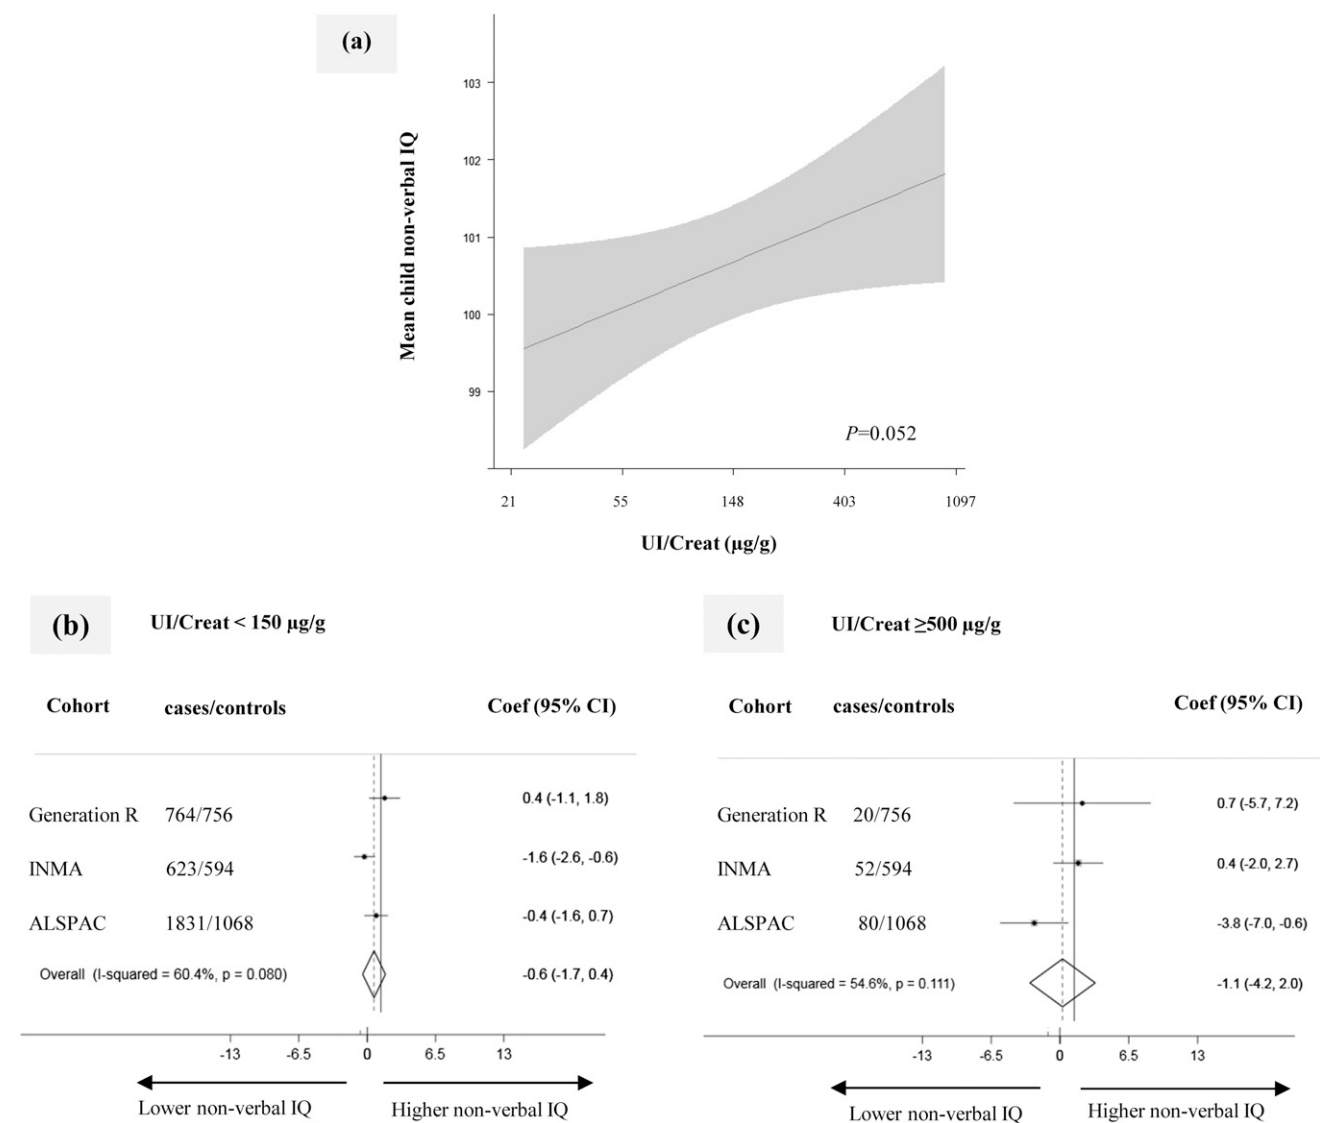 (a)
103
102
101
100
99
Mean child non-verbal IQ
P=0.052
21 55 148 403 1097
UI/Creat (μg/g)
(b) UI/Creat < 150 μg/g
Cohort cases/controls Coef (95% CI)
Generation R 764/756 0.4 (-1.1, 1.8)
INMA 623/594 -1.6 (-2.6, -0.6)
ALSPAC 1831/1068 -0.4 (-1.6, 0.7)
Overall (I-squared = 60.4%, p = 0.080) -0.6 (-1.7, 0.4)
-13 -6.5 0 6.5 13
Lower non-verbal IQ Higher non-verbal IQ
(c) UI/Creat ≥500 μg/g
Cohort cases/controls Coef (95% CI)
Generation R 20/756 0.7 (-5.7, 7.2)
INMA 52/594 0.4 (-2.0, 2.7)
ALSPAC 80/1068 -3.8 (-7.0, -0.6)
Overall (I-squared = 54.6%, p = 0.111) -1.1 (-4.2, 2.0)
-13 -6.5 0 6.5 13
Lower non-verbal IQ Higher non-verbal IQ